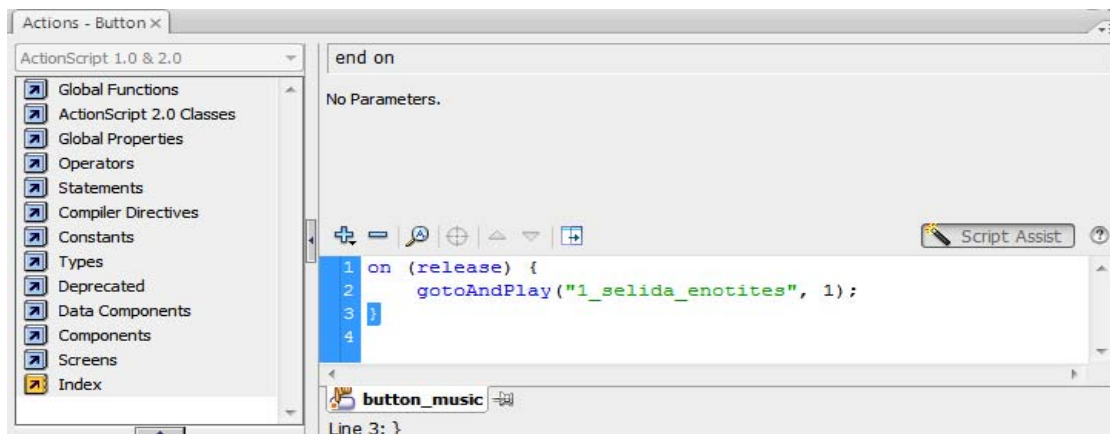 Actions - Button ×
ActionScript 1.0 & 2.0
Global Functions
ActionScript 2.0 Classes
Global Properties
Operators
Statements
Compiler Directives
Constants
Types
Deprecated
Data Components
Components
Screens
Index
end on
No Parameters.
Script Assist
1 on (release) {
2 gotoAndPlay("1_selida_enotites", 1);
3 }
4
button_music
Line 3: }